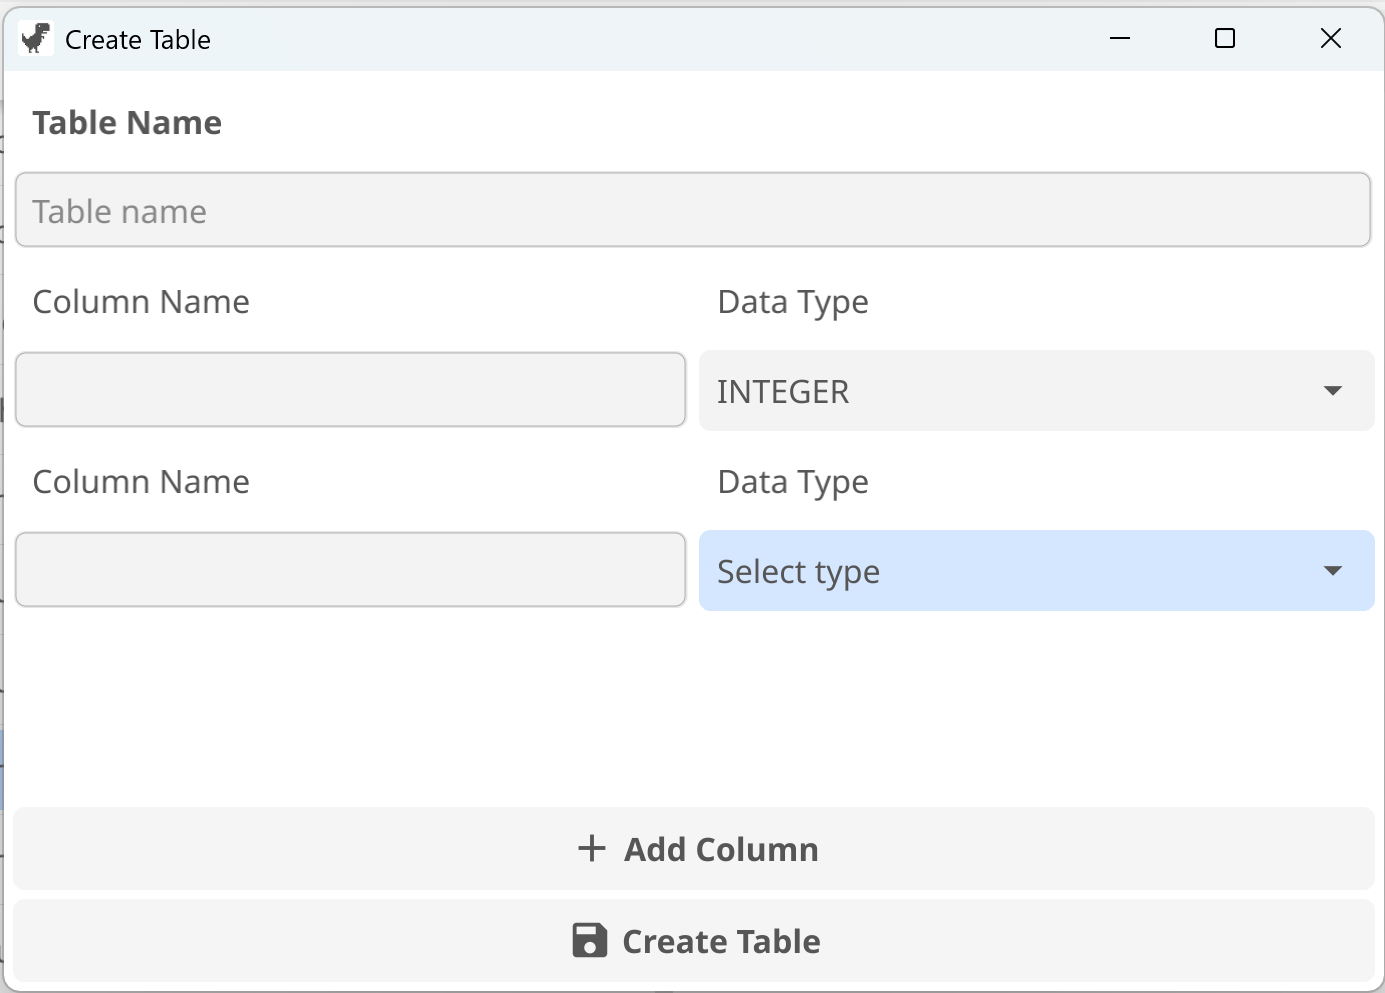 Create Table
Table Name
Table name
Column Name Data Type
INTEGER
Column Name Data Type
Select type
Add Column
Create Table